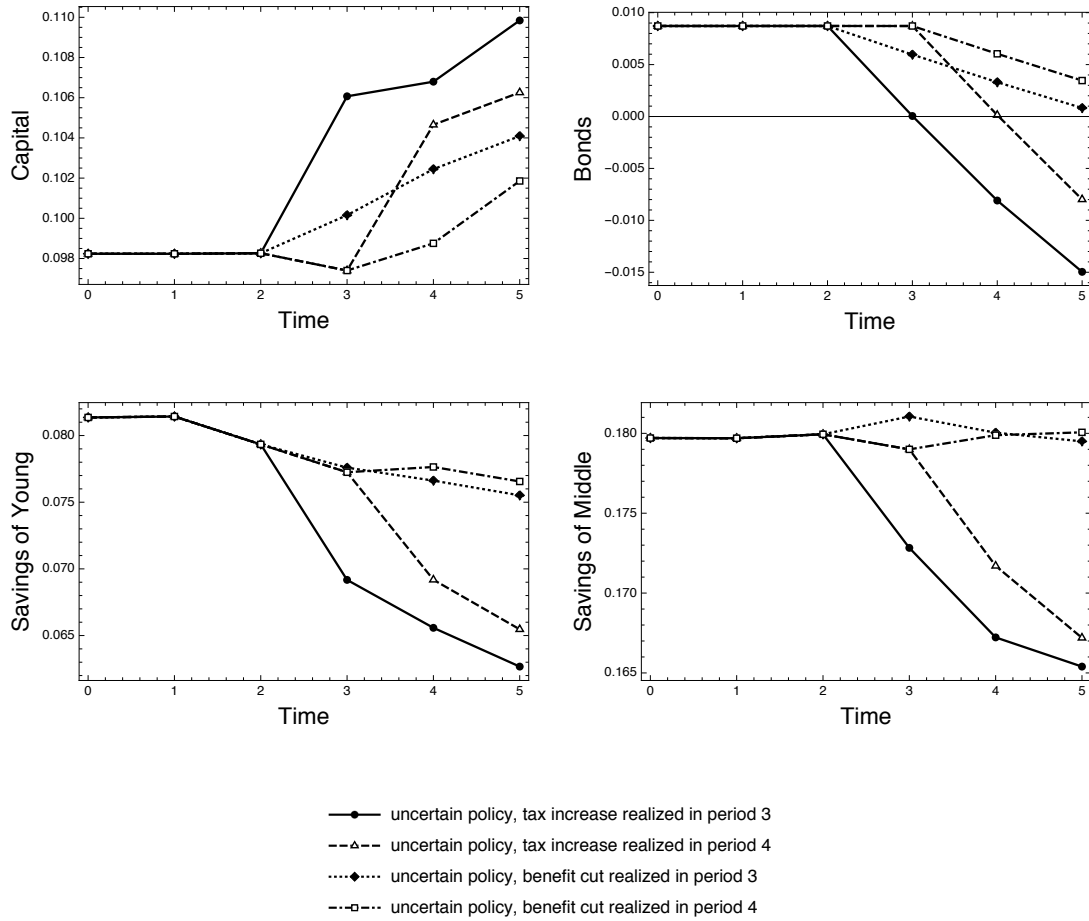 0.110
0.108
0.106
0.104
0.102
0.100
0.098
Capital
0 1 2 3 4 5
Time
0.010
0.005
0.000
−0.005
−0.010
−0.015
Bonds
0 1 2 3 4 5
Time
0.080
0.075
0.070
0.065
Savings of Young
0 1 2 3 4 5
Time
0.180
0.175
0.170
0.165
Savings of Middle
0 1 2 3 4 5
Time
uncertain policy, tax increase realized in period 3
uncertain policy, tax increase realized in period 4
uncertain policy, benefit cut realized in period 3
uncertain policy, benefit cut realized in period 4